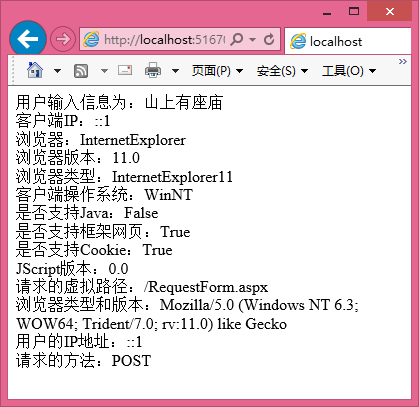 http://localhost:5167
localhost
页面(P)
安全(S)
工具(O)
用户输入信息为：山上有座庙
客户端IP：::1
浏览器：InternetExplorer
浏览器版本：11.0
浏览器类型：InternetExplorer11
客户端操作系统：WinNT
是否支持Java：False
是否支持框架网页：True
是否支持Cookie：True
JScript版本：0.0
请求的虚拟路径：/RequestForm.aspx
浏览器类型和版本：Mozilla/5.0 (Windows NT 6.3;
WOW64; Trident/7.0; rv:11.0) like Gecko
用户的IP地址：::1
请求的方法：POST